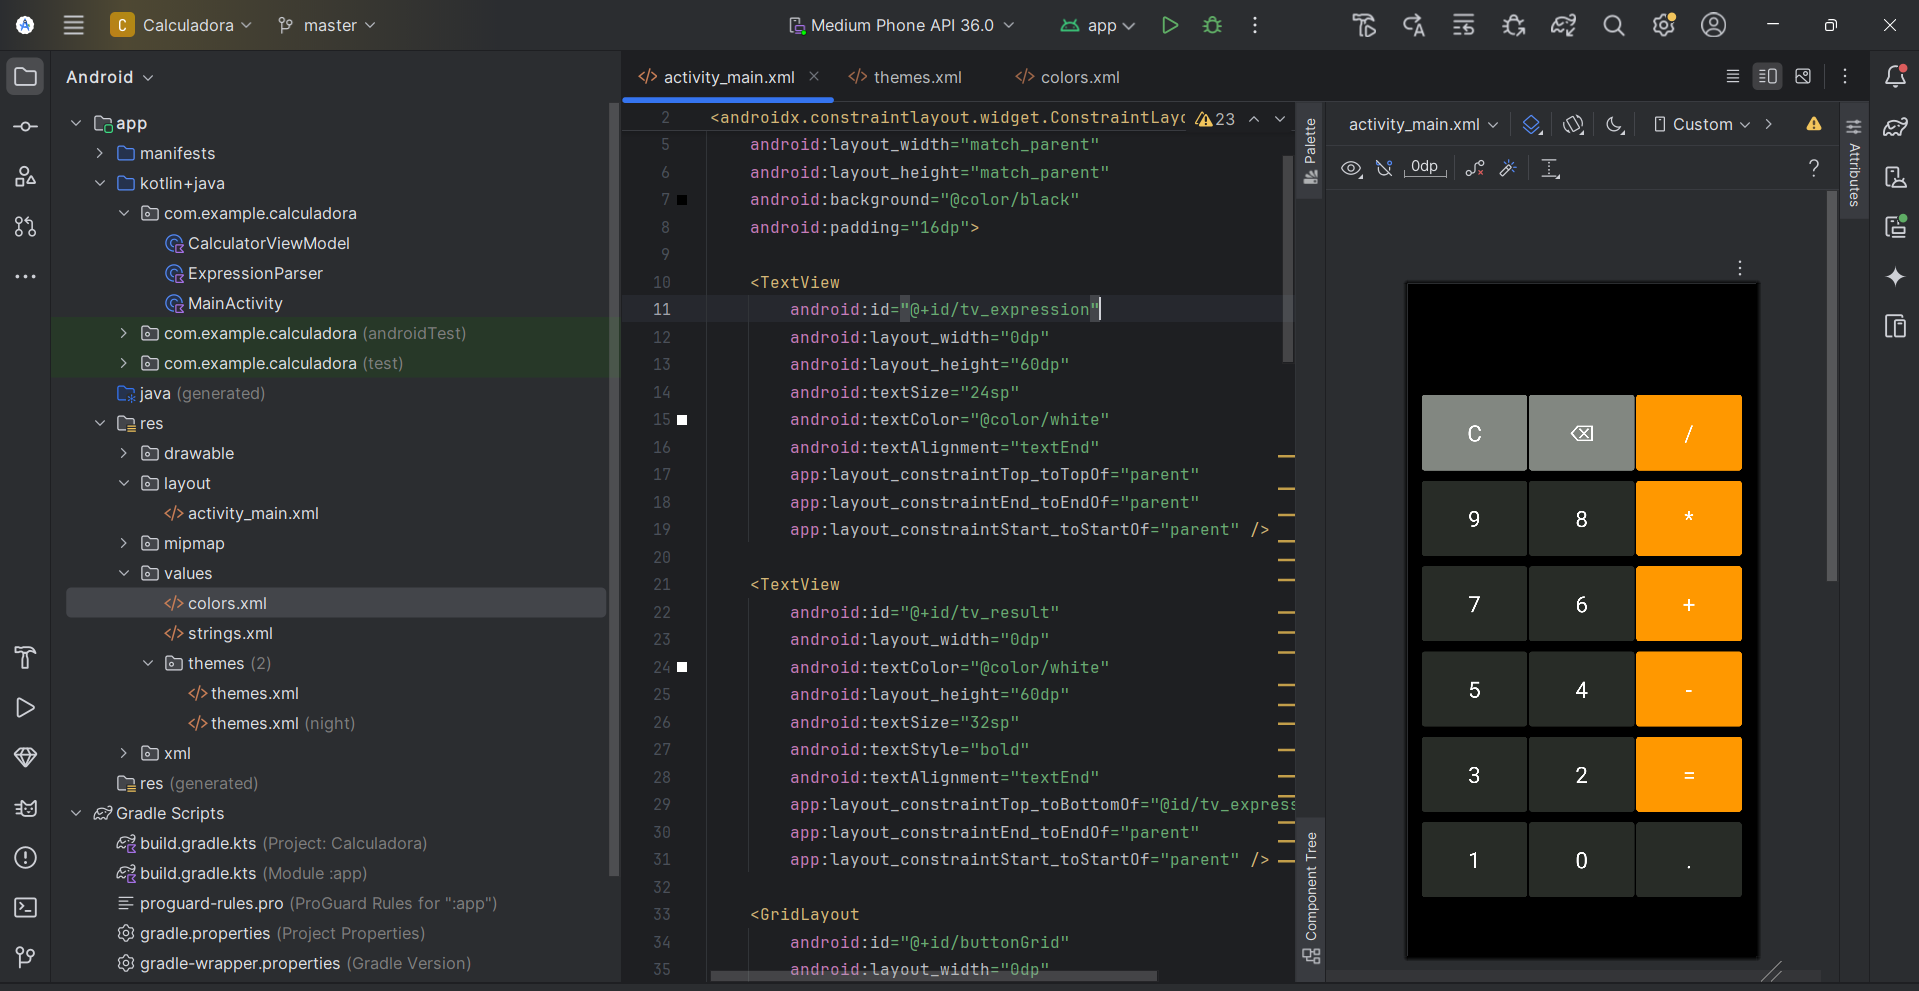 C Calculadora master Medium Phone API 36.0 app
Android
activity_main.xml themes.xml colors.xml
app
manifests
kotlin+java
com.example.calculadora
CalculatorViewModel
ExpressionParser
MainActivity
com.example.calculadora (androidTest)
com.example.calculadora (test)
java (generated)
res
drawable
layout
activity_main.xml
mipmap
values
colors.xml
strings.xml
themes (2)
themes.xml
themes.xml (night)
xml
res (generated)
Gradle Scripts
build.gradle.kts (Project: Calculadora)
build.gradle.kts (Module :app)
proguard-rules.pro (ProGuard Rules for ":app")
gradle.properties (Project Properties)
gradle-wrapper.properties (Gradle Version)
2 <androidx.constraintlayout.widget.ConstraintLayo 23
5 android:layout_width="match_parent"
6 android:layout_height="match_parent"
7 android:background="@color/black"
8 android:padding="16dp">
9
10 <TextView
11 android:id="@+id/tv_expression"
12 android:layout_width="0dp"
13 android:layout_height="60dp"
14 android:textSize="24sp"
15 android:textColor="@color/white"
16 android:textAlignment="textEnd"
17 app:layout_constraintTop_toTopOf="parent"
18 app:layout_constraintEnd_toEndOf="parent"
19 app:layout_constraintStart_toStartOf="parent" />
20
21 <TextView
22 android:id="@+id/tv_result"
23 android:layout_width="0dp"
24 android:textColor="@color/white"
25 android:layout_height="60dp"
26 android:textSize="32sp"
27 android:textStyle="bold"
28 android:textAlignment="textEnd"
29 app:layout_constraintTop_toBottomOf="@id/tv_express
30 app:layout_constraintEnd_toEndOf="parent"
31 app:layout_constraintStart_toStartOf="parent" />
32
33 <GridLayout
34 android:id="@+id/buttonGrid"
35 android:layout_width="0dp"
Palette
Component Tree
activity_main.xml Custom
0dp ?
Attributes
C ⌫ /
9 8 *
7 6 +
5 4 -
3 2 =
1 0 .